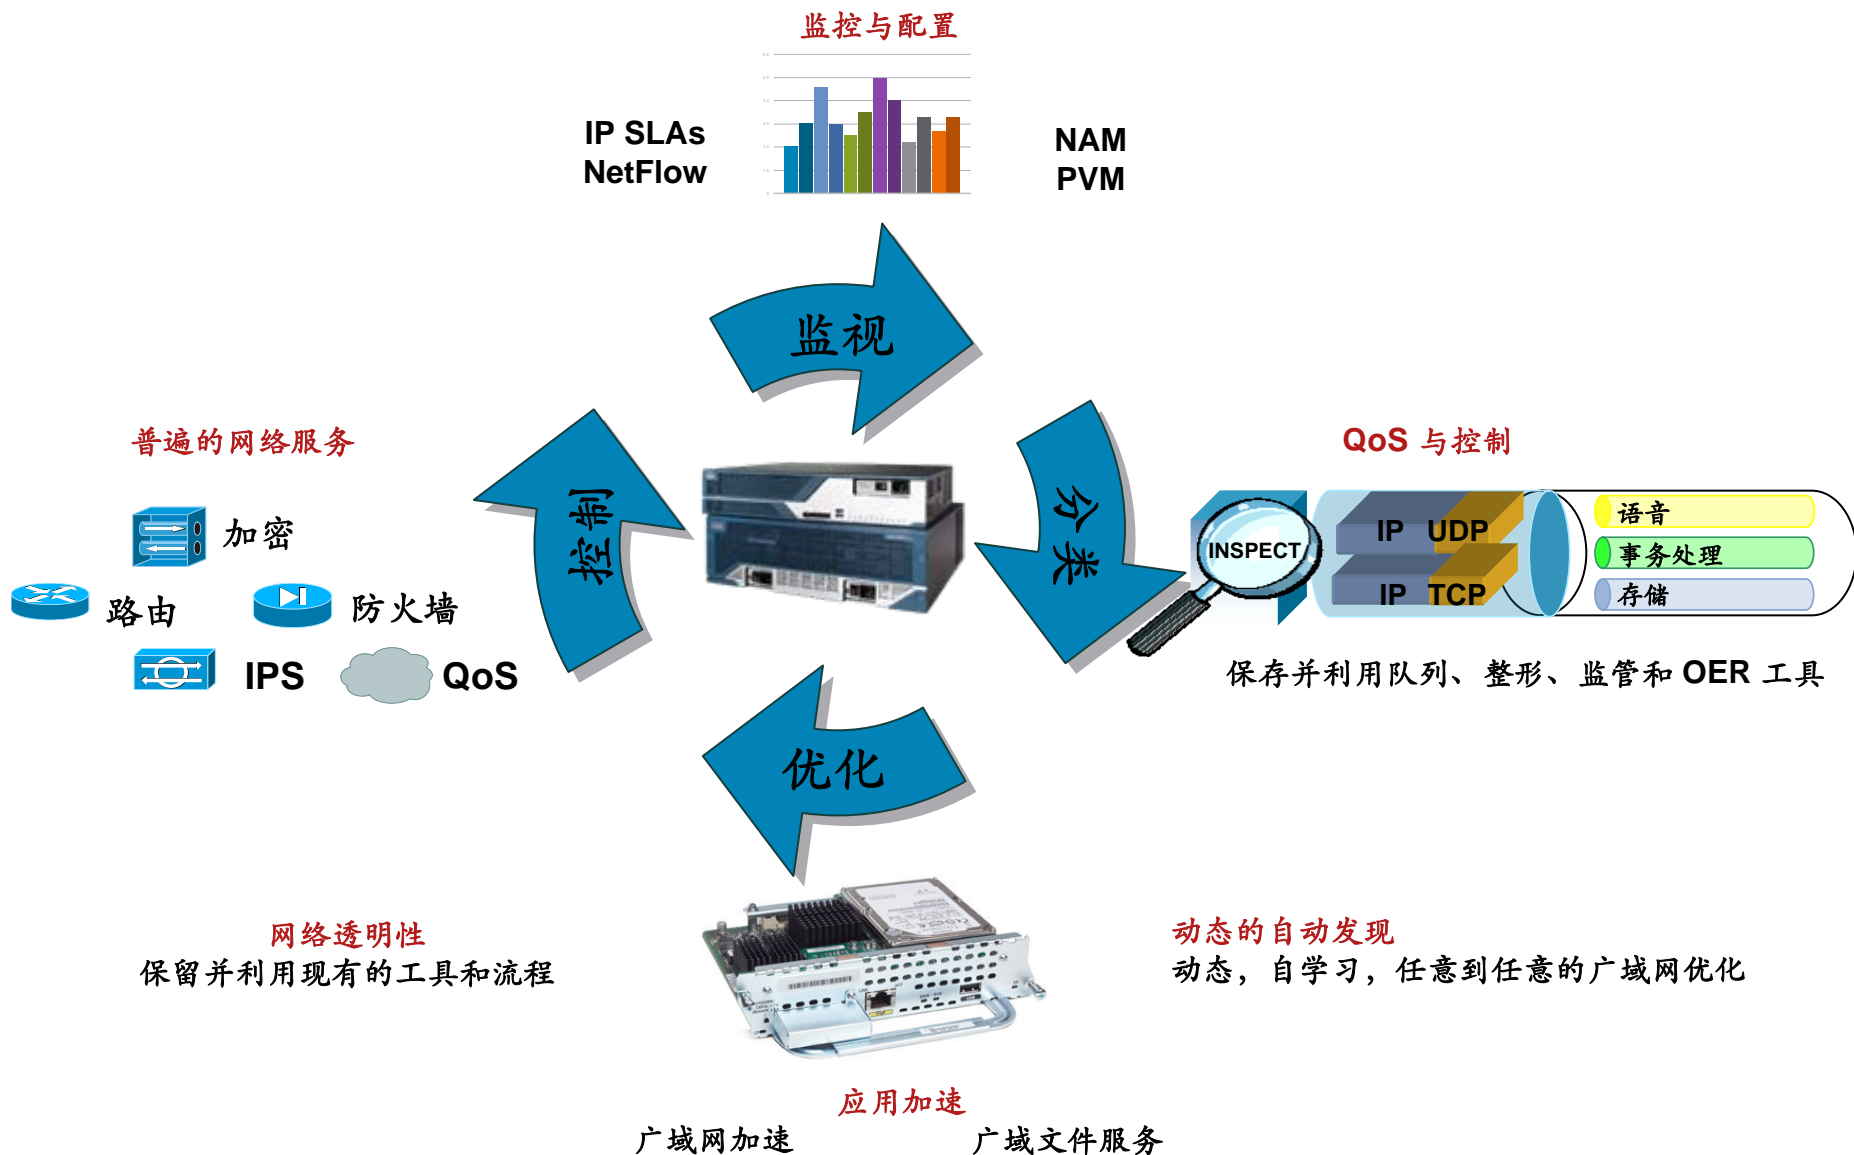 监控与配置
IP SLAs
NetFlow
NAM
PVM
监视
分类
优化
控制
普遍的网络服务
加密
路由
防火墙
IPS
QoS
QoS 与控制
INSPECT
IP UDP
IP TCP
语音
事务处理
存储
保存并利用队列、整形、监管和 OER 工具
网络透明性
保留并利用现有的工具和流程
动态的自动发现
动态，自学习，任意到任意的广域网优化
应用加速
广域网加速
广域文件服务